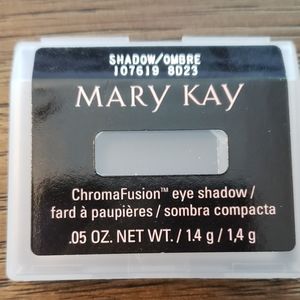 SHADOW/OMBRE
107619 8D23
MARY KAY
ChromaFusion™ eye shadow /
fard à paupières / sombra compacta
.05 OZ. NET WT. / 1.4 g / 1,4 g